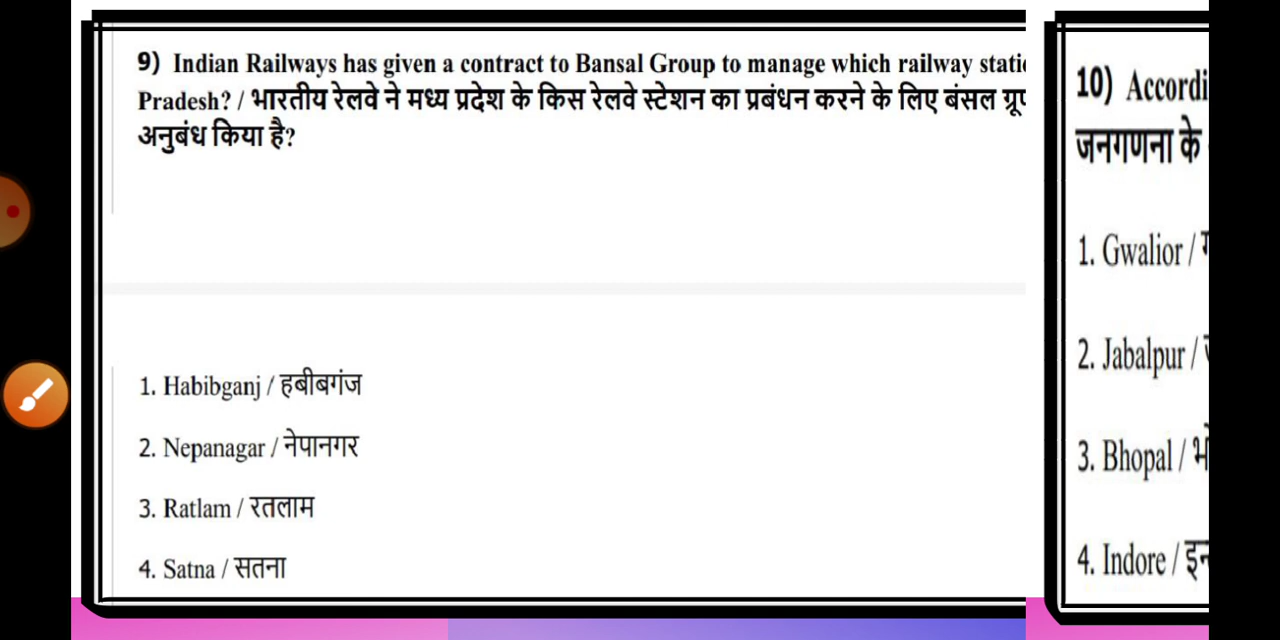 9) Indian Railways has given a contract to Bansal Group to manage which railway
Pradesh? / भारतीय रेलवे ने मध्य प्रदेश के किस रेलवे स्टेशन का प्रबंधन करने के लिए बंसल
अनुबंध किया है?
1. Habibganj / हबीबगंज
2. Nepanagar / नेपानगर
3. Ratlam / रतलाम
4. Satna / सतना
10)
जनगणना के
1. Gwalior /
2. Jabalpur /
3. Bhopal /
4. Indore /